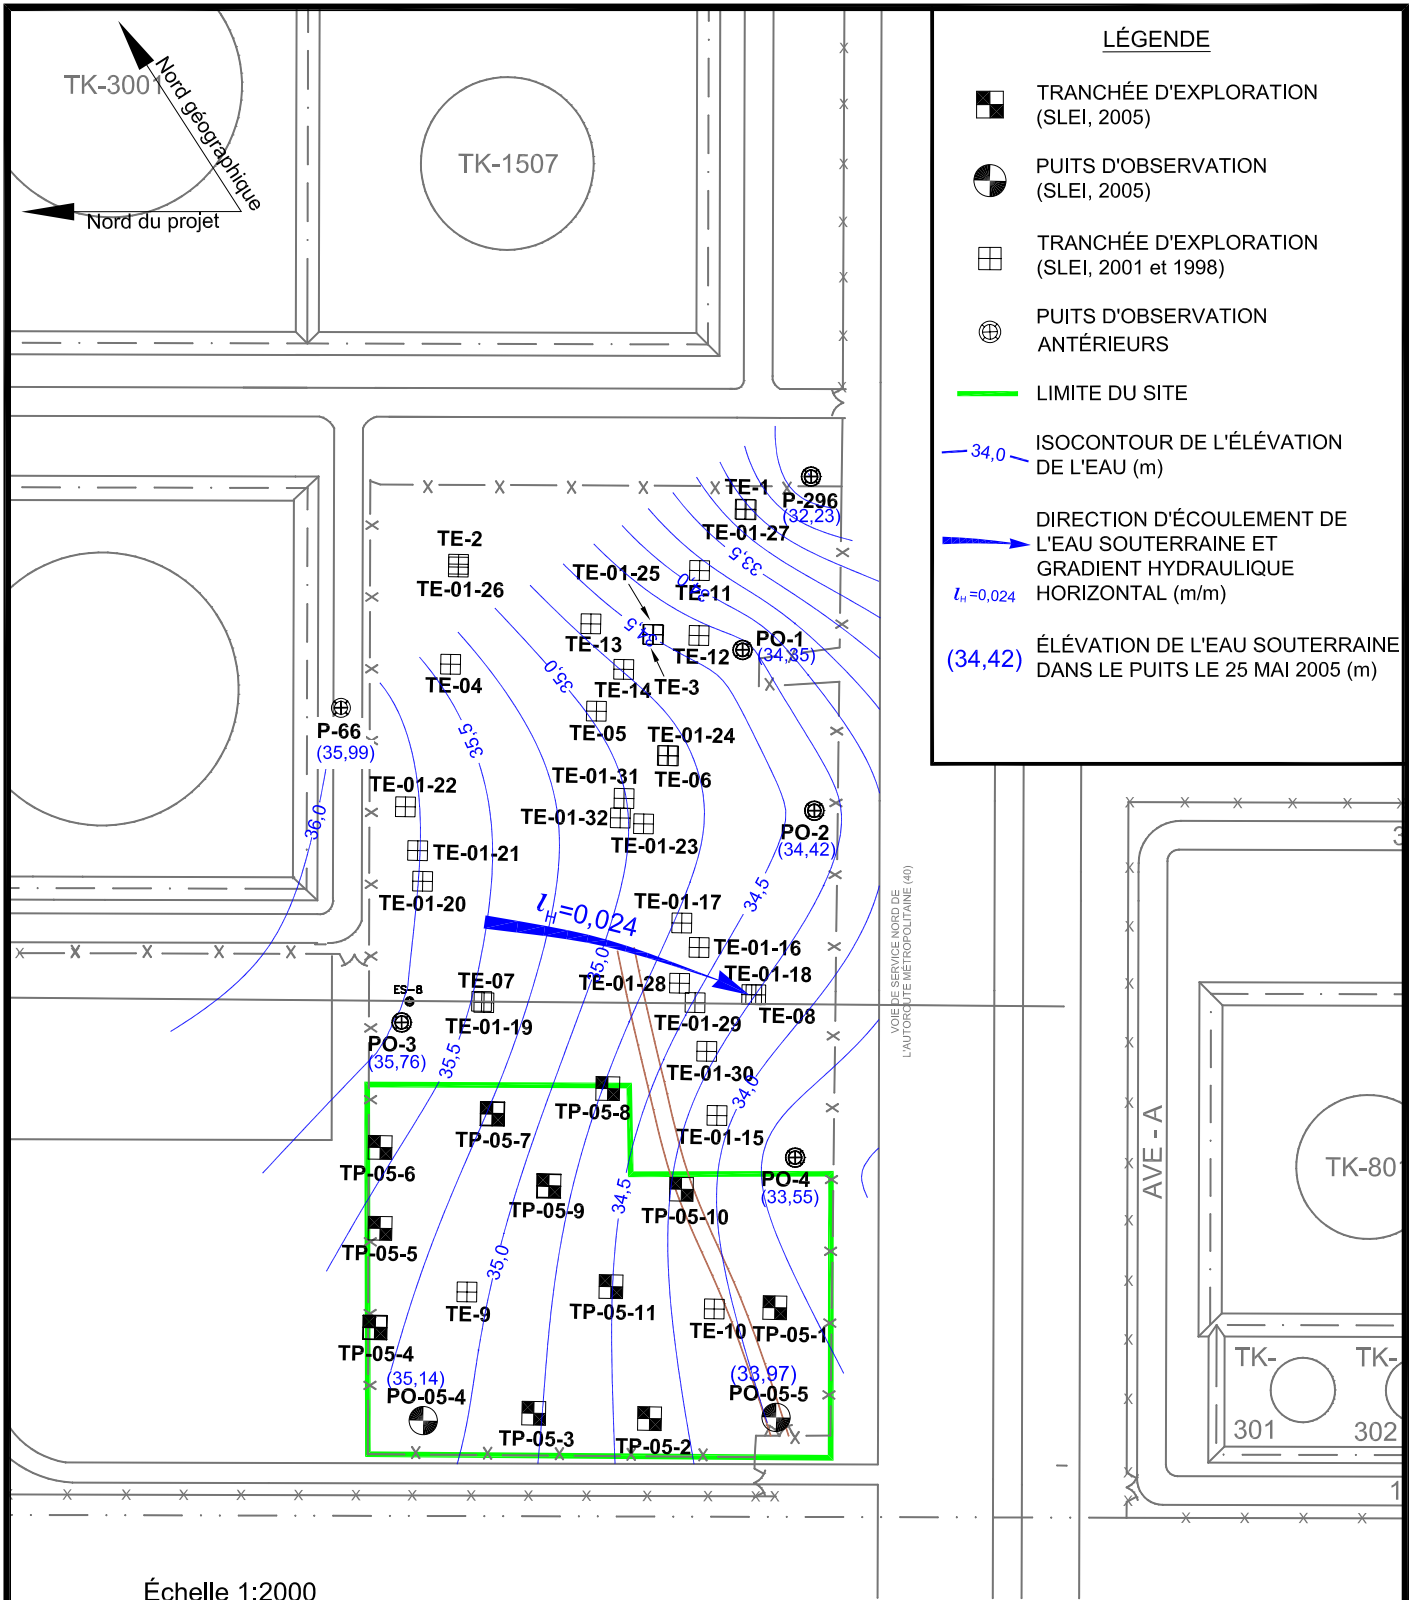 LÉGENDE
TRANCHÉE D'EXPLORATION
(SLEI, 2005)
PUITS D'OBSERVATION
(SLEI, 2005)
TRANCHÉE D'EXPLORATION
(SLEI, 2001 et 1998)
PUITS D'OBSERVATION
ANTÉRIEURS
LIMITE DU SITE
34,0
ISOCONTOUR DE L'ÉLÉVATION
DE L'EAU (m)
DIRECTION D'ÉCOULEMENT DE
L'EAU SOUTERRAINE ET
GRADIENT HYDRAULIQUE
HORIZONTAL (m/m)
lH=0,024
(34,42)
ÉLÉVATION DE L'EAU SOUTERRAINE
DANS LE PUITS LE 25 MAI 2005 (m)
TK-3001
Nord géographique
Nord du projet
TK-1507
TE-1
P-296
(32,23)
TE-01-27
TE-2
TE-01-26
33,5
TE-01-25
TE-11
34,0
34,5
TE-13
TE-12
PO-1
(34,35)
TE-04
35,0
TE-14
TE-3
P-66
(35,99)
35,5
TE-05
TE-01-24
TE-06
TE-01-22
TE-01-31
36,0
TE-01-32
TE-01-23
PO-2
(34,42)
TE-01-21
TE-01-20
34,5
TE-01-17
lH=0,024
TE-01-16
35,0
TE-01-28
TE-01-18
ES-8
TE-07
TE-01-19
TE-01-29
TE-08
PO-3
(35,76)
35,5
TE-01-30
34,0
VOIE DE SERVICE NORD DE
L'AUTOROUTE MÉTROPOLITAINE (40)
TP-05-8
TP-05-7
TE-01-15
TP-05-6
PO-4
(33,55)
TP-05-9
34,5
TP-05-10
TP-05-5
35,0
TE-9
TP-05-11
TE-10
TP-05-1
TP-05-4
(35,14)
PO-05-4
(33,97)
PO-05-5
TP-05-3
TP-05-2
AVE - A
3
TK-801
TK-
TK-
301
302
1
Échelle 1:2000